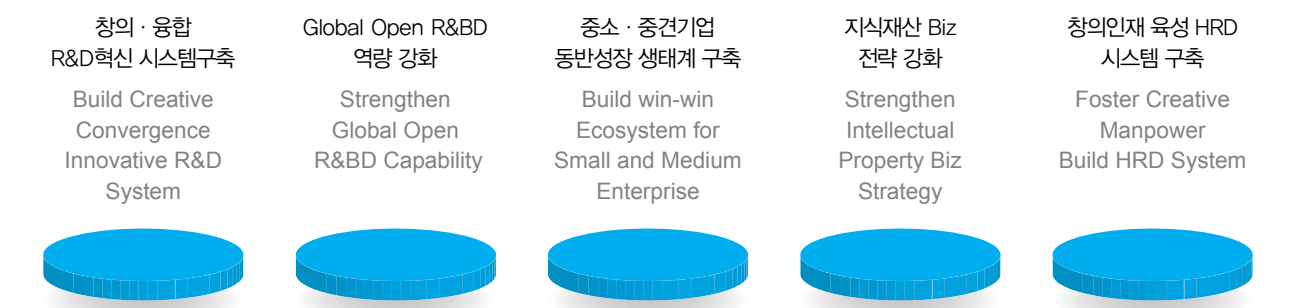 창의 · 융합
R&D혁신 시스템구축
Build Creative
Convergence
Innovative R&D
System
Global Open R&BD
역량 강화
Strengthen
Global Open
R&BD Capability
중소 · 중견기업
동반성장 생태계 구축
Build win-win
Ecosystem for
Small and Medium
Enterprise
지식재산 Biz
전략 강화
Strengthen
Intellectual
Property Biz
Strategy
창의인재 육성 HRD
시스템 구축
Foster Creative
Manpower
Build HRD System